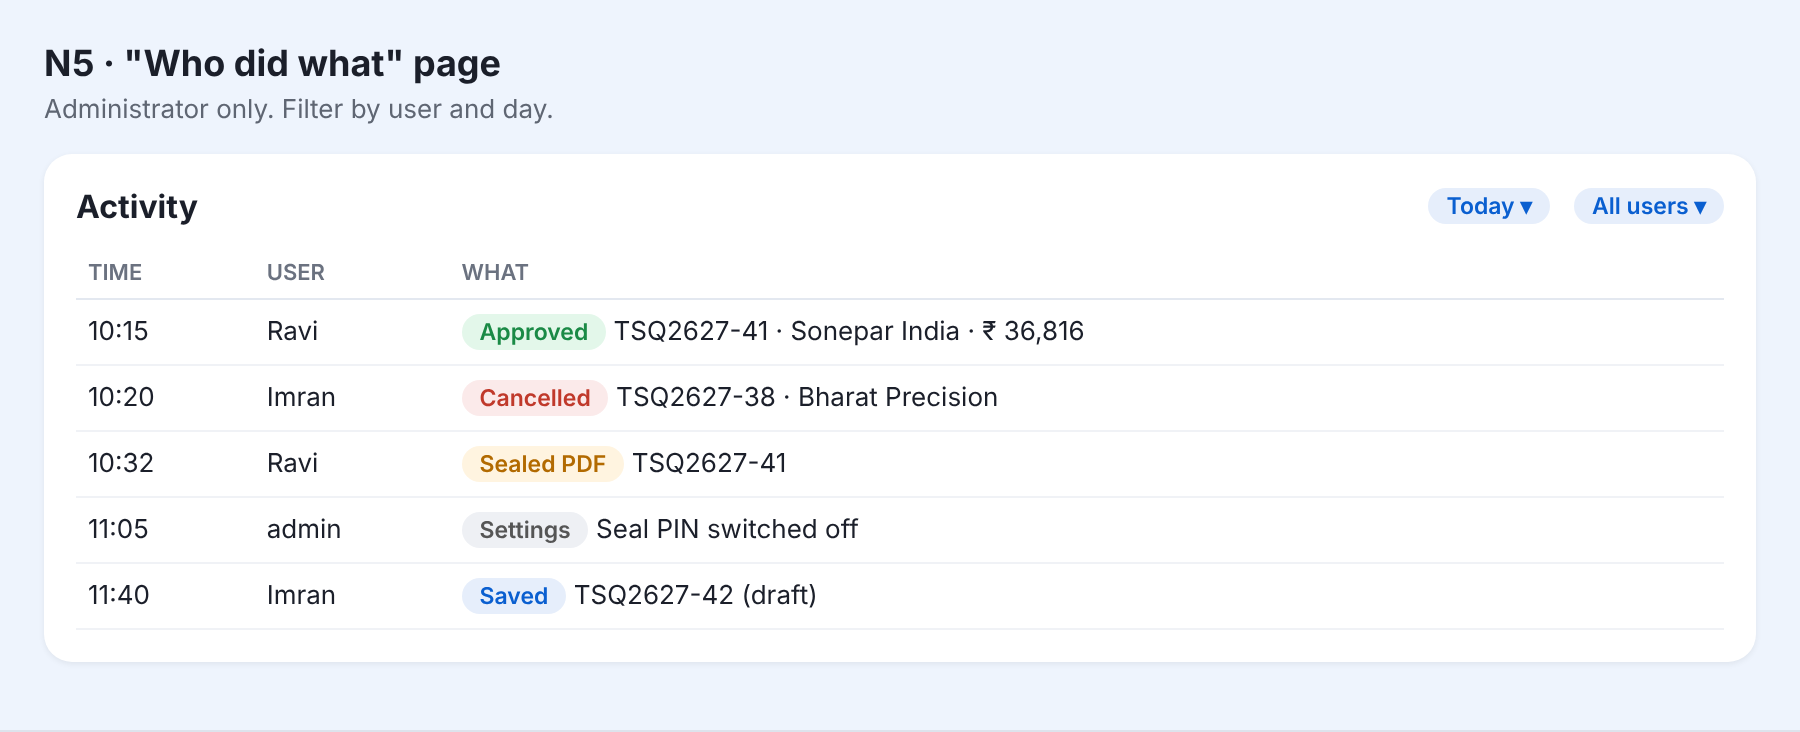 N5 · "Who did what" page
Administrator only. Filter by user and day.
Activity Today ▾ All users ▾
TIME USER WHAT
10:15 Ravi Approved TSQ2627-41 · Sonepar India · ₹ 36,816
10:20 Imran Cancelled TSQ2627-38 · Bharat Precision
10:32 Ravi Sealed PDF TSQ2627-41
11:05 admin Settings Seal PIN switched off
11:40 Imran Saved TSQ2627-42 (draft)